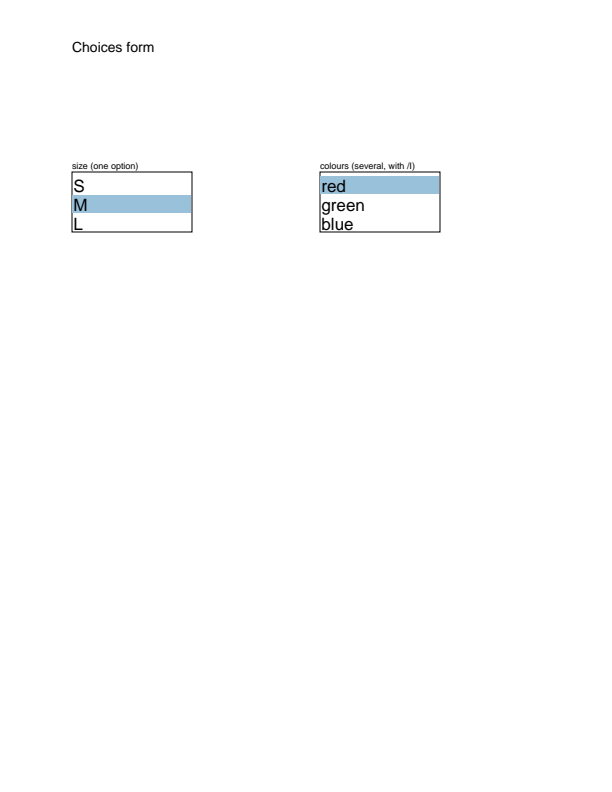 Choices form
size (one option)
S
M
L
colours (several, with /I)
red
green
blue